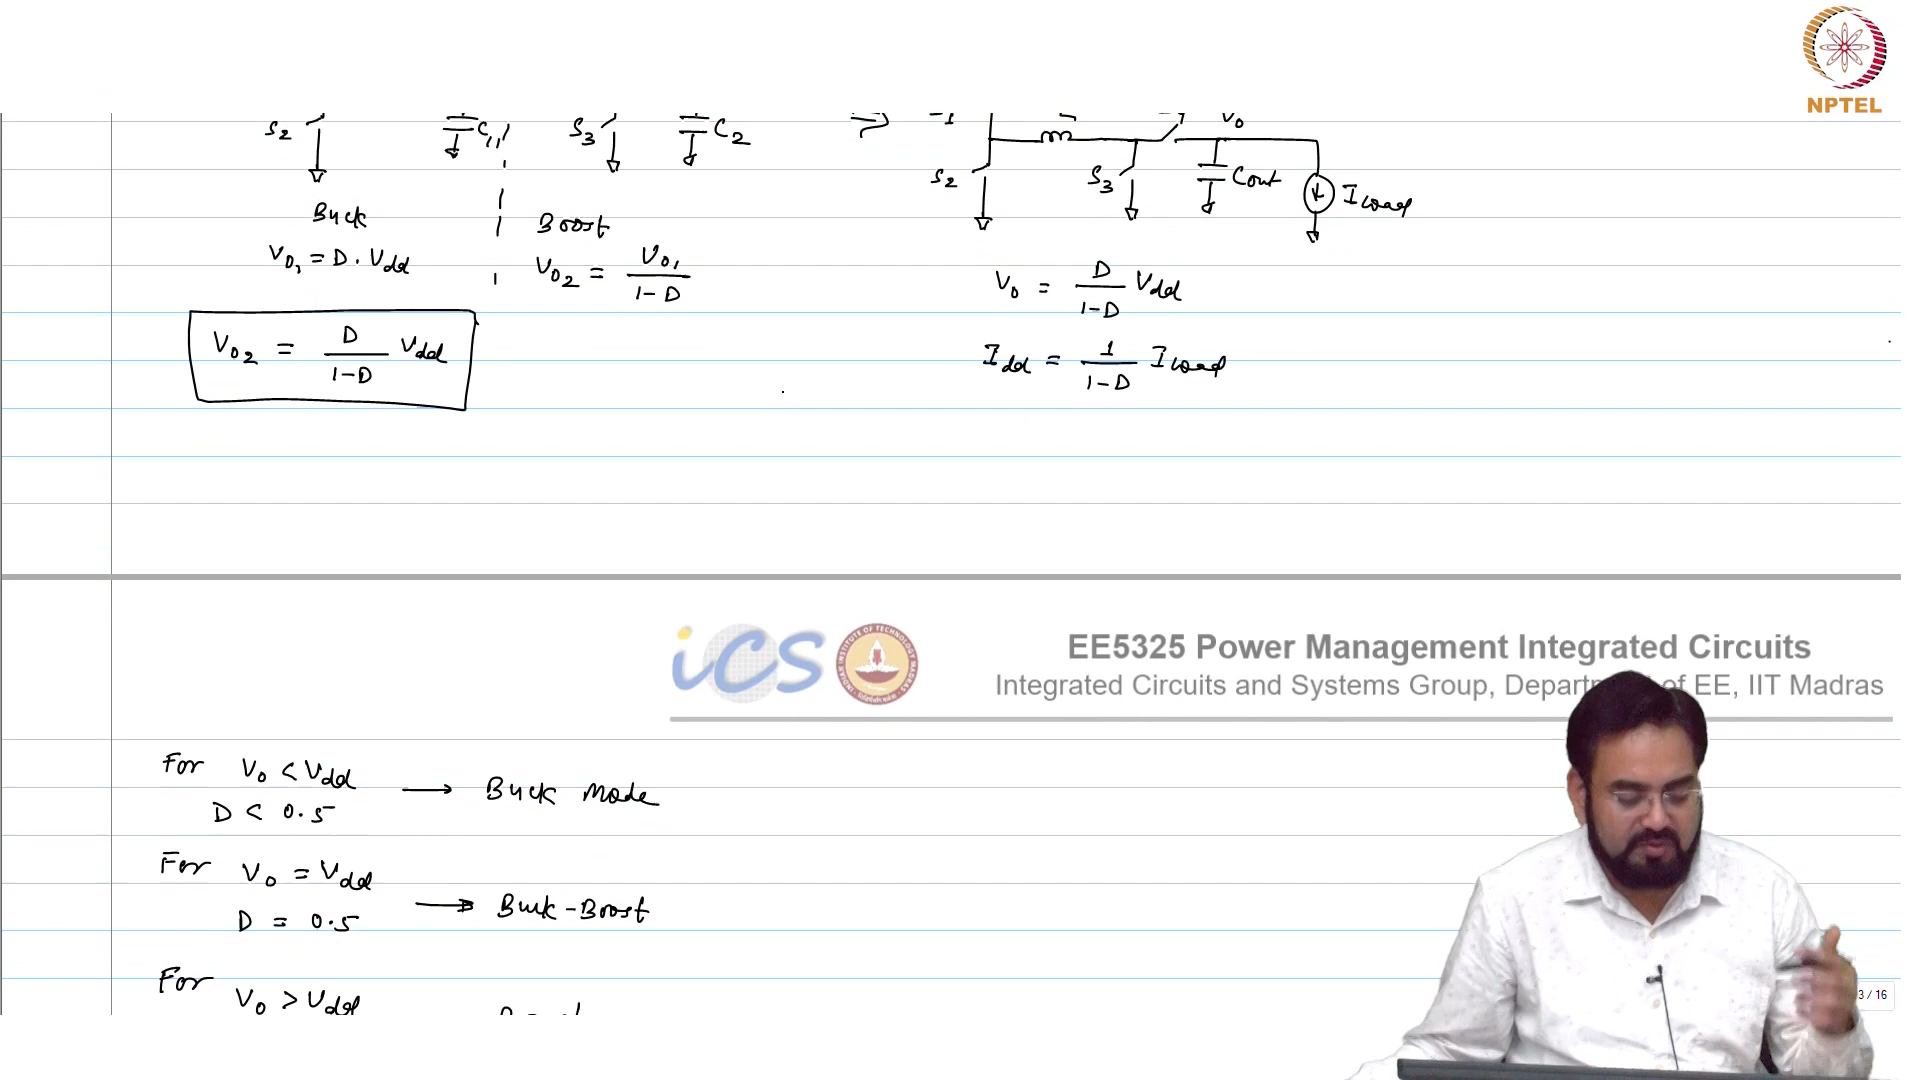 NPTEL
S2 C1 S3 C2
V0
S2 S3 Cout ILoad
Buck Boost
V01 = D . Vdd V02 = V01 / 1-D
V0 = D / 1-D Vdd
V02 = D / 1-D Vdd
Idd = 1 / 1-D ILoad
ics
EE5325 Power Management Integrated Circuits
Integrated Circuits and Systems Group, Depart of EE, IIT Madras
For V0 < Vdd → Buck Mode
D < 0.5
For V0 = Vdd → Buck-Boost
D = 0.5
For V0 > Vdd
3 / 16